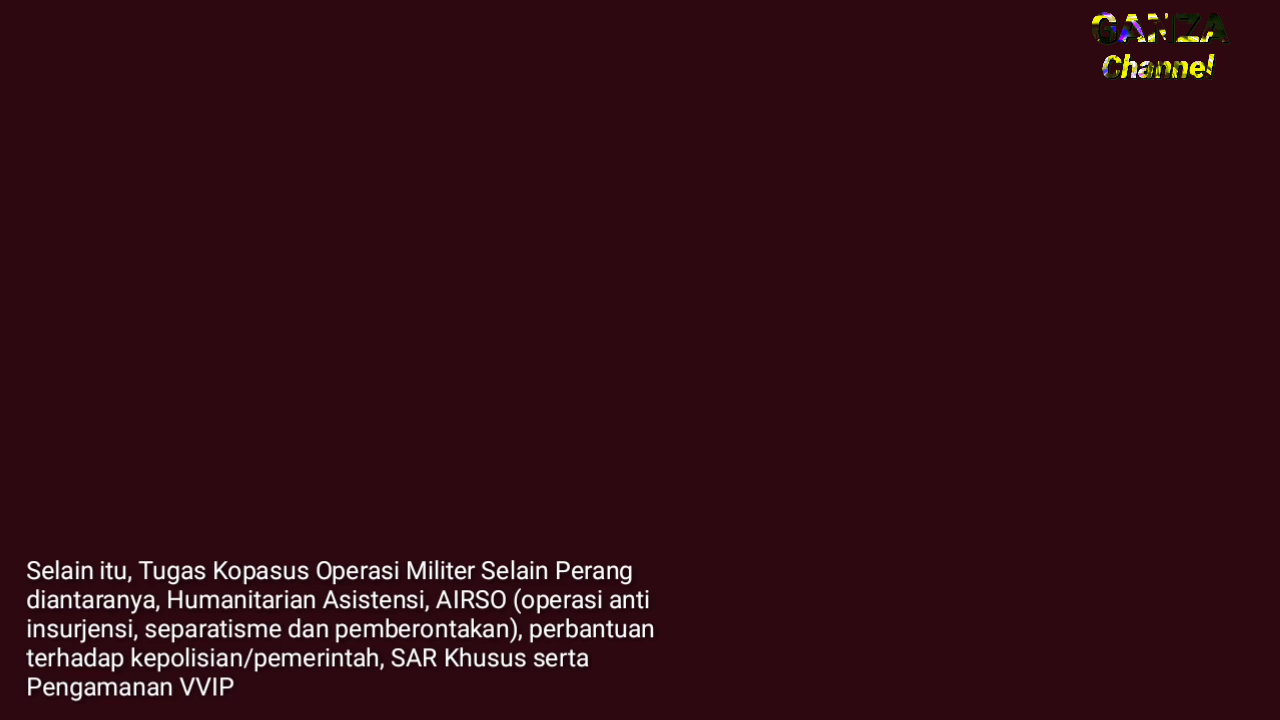 GANZA
Channel
Selain itu, Tugas Kopasus Operasi Militer Selain Perang
diantaranya, Humanitarian Asistensi, AIRSO (operasi anti
insurjensi, separatisme dan pemberontakan), perbantuan
terhadap kepolisian/pemerintah, SAR Khusus serta
Pengamanan VVIP